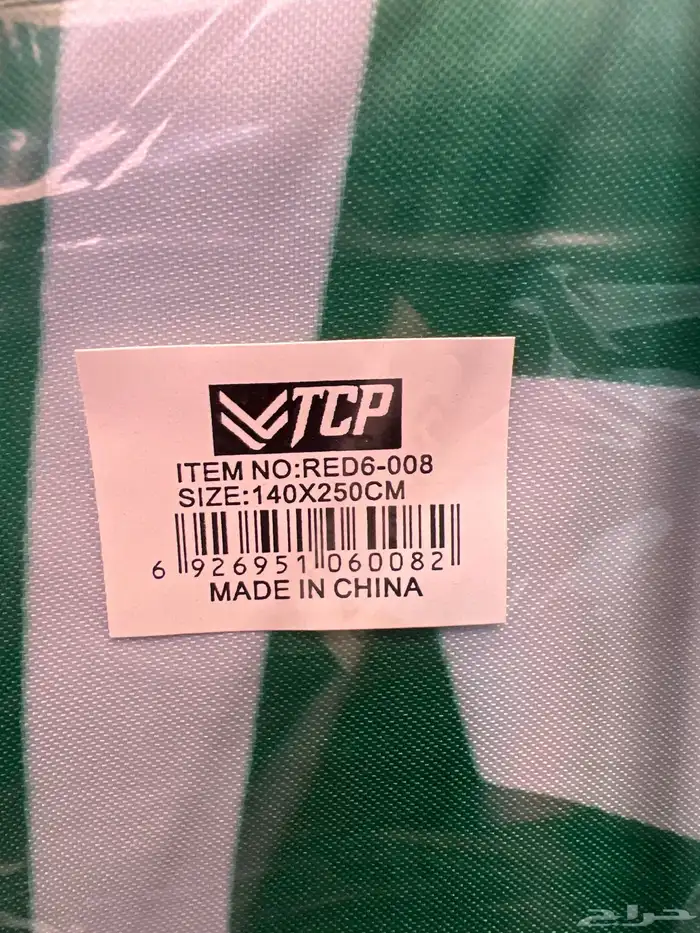 TCP
ITEM NO:RED6-008
SIZE:140X250CM
6 926951 060082
MADE IN CHINA
حراج